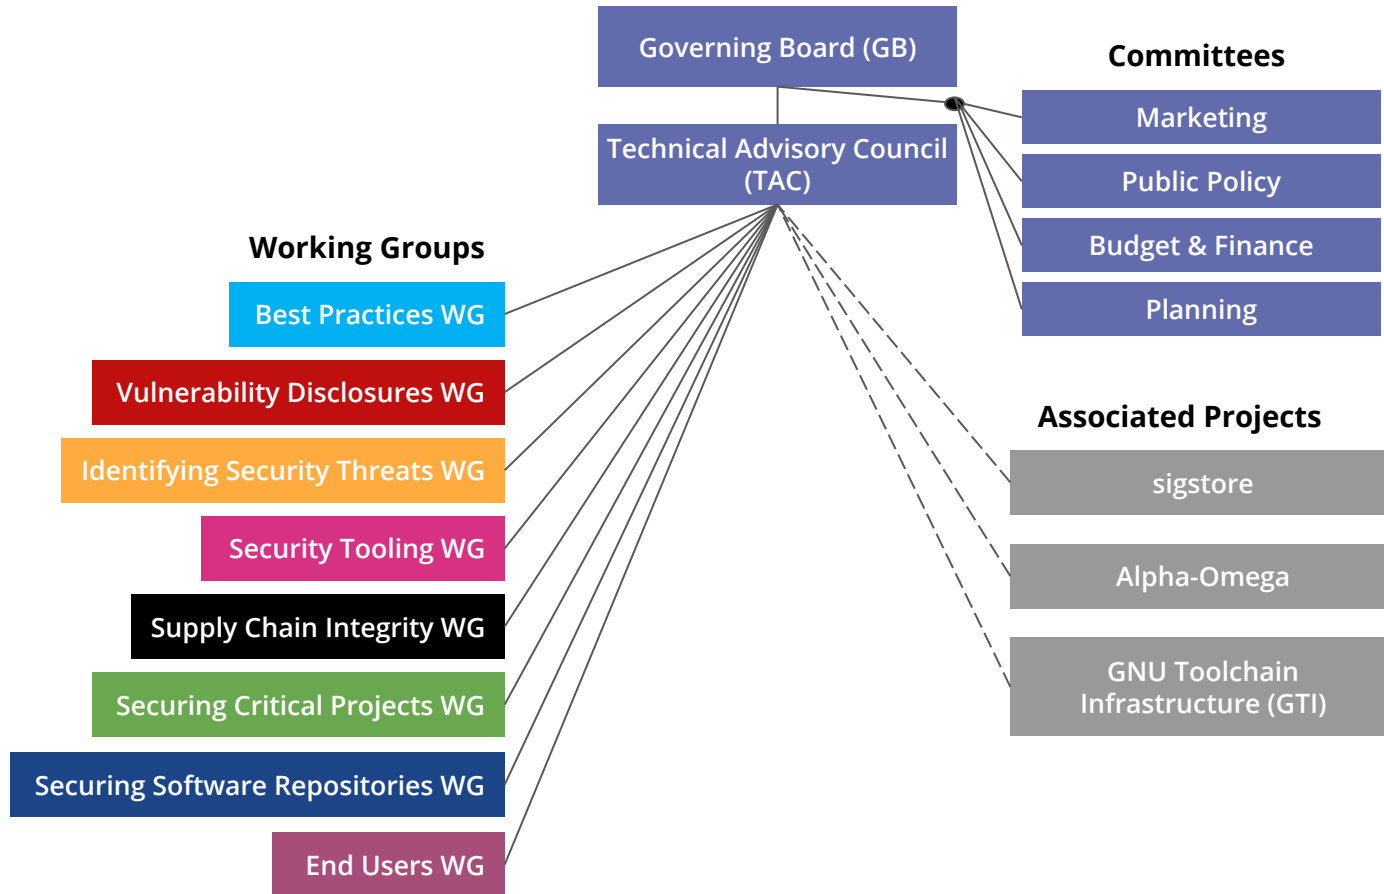 Governing Board (GB)
Technical Advisory Council
(TAC)
Committees
Marketing
Public Policy
Budget & Finance
Planning
Working Groups
Best Practices WG
Vulnerability Disclosures WG
Identifying Security Threats WG
Security Tooling WG
Supply Chain Integrity WG
Securing Critical Projects WG
Securing Software Repositories WG
End Users WG
Associated Projects
sigstore
Alpha-Omega
GNU Toolchain
Infrastructure (GTI)